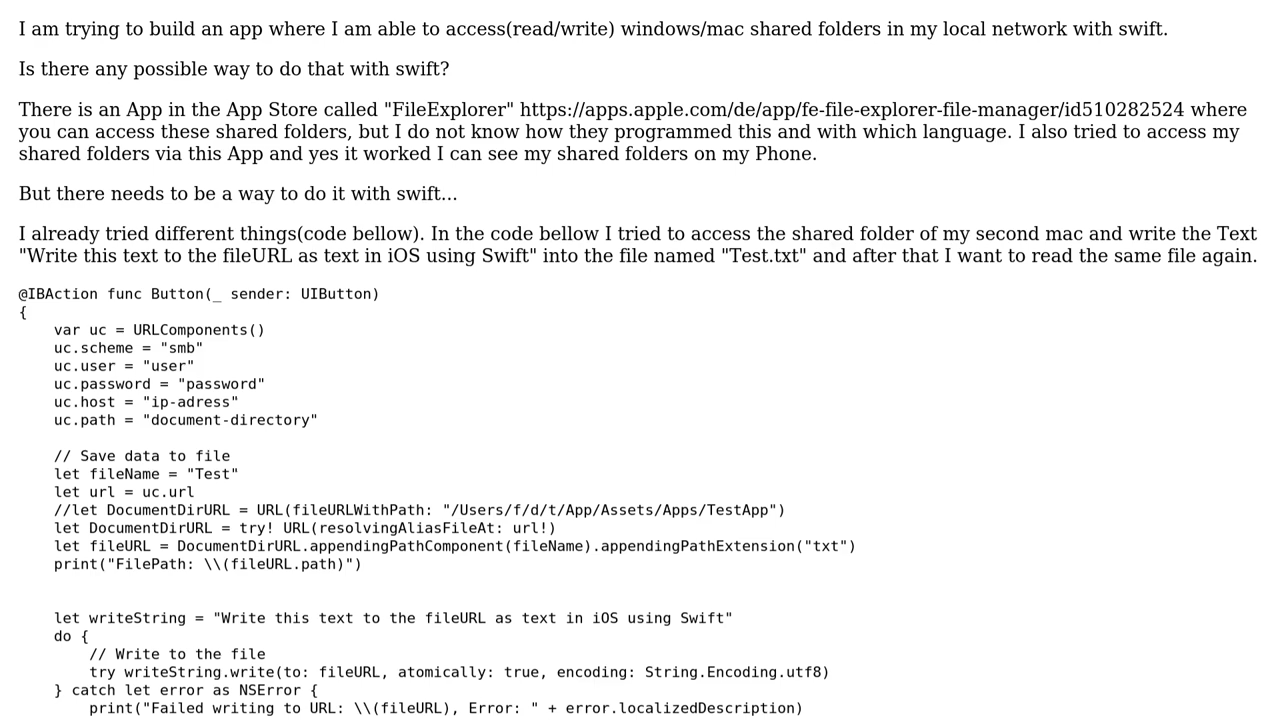 I am trying to build an app where I am able to access(read/write) windows/mac shared folders in my local network with swift.
Is there any possible way to do that with swift?
There is an App in the App Store called "FileExplorer" https://apps.apple.com/de/app/fe-file-explorer-file-manager/id510282524 where
you can access these shared folders, but I do not know how they programmed this and with which language. I also tried to access my
shared folders via this App and yes it worked I can see my shared folders on my Phone.
But there needs to be a way to do it with swift...
I already tried different things(code bellow). In the code bellow I tried to access the shared folder of my second mac and write the Text
"Write this text to the fileURL as text in iOS using Swift" into the file named "Test.txt" and after that I want to read the same file again.
@IBAction func Button(_ sender: UIButton)
{
    var uc = URLComponents()
    uc.scheme = "smb"
    uc.user = "user"
    uc.password = "password"
    uc.host = "ip-adress"
    uc.path = "document-directory"
    // Save data to file
    let fileName = "Test"
    let url = uc.url
    //let DocumentDirURL = URL(fileURLWithPath: "/Users/f/d/t/App/Assets/Apps/TestApp")
    let DocumentDirURL = try! URL(resolvingAliasFileAt: url!)
    let fileURL = DocumentDirURL.appendingPathComponent(fileName).appendingPathExtension("txt")
    print("FilePath: \\(fileURL.path)")
    let writeString = "Write this text to the fileURL as text in iOS using Swift"
    do {
        // Write to the file
        try writeString.write(to: fileURL, atomically: true, encoding: String.Encoding.utf8)
    } catch let error as NSError {
        print("Failed writing to URL: \\(fileURL), Error: " + error.localizedDescription)